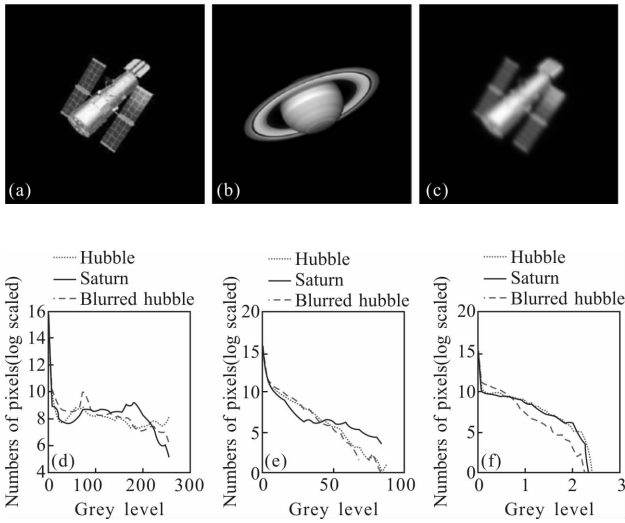 (a)
(b)
(c)
Hubble
Saturn
Blurred hubble
Numbers of pixels(log scaled)
16
14
12
10
8
6
4
(d)
0 100 200 300
Grey level
Hubble
Saturn
Blurred hubble
Numbers of pixels(log scaled)
20
15
10
5
0
(e)
0 50 100
Grey level
Hubble
Saturn
Blurred hubble
Numbers of pixels(log scaled)
20
15
10
5
0
(f)
0 1 2 3
Grey level